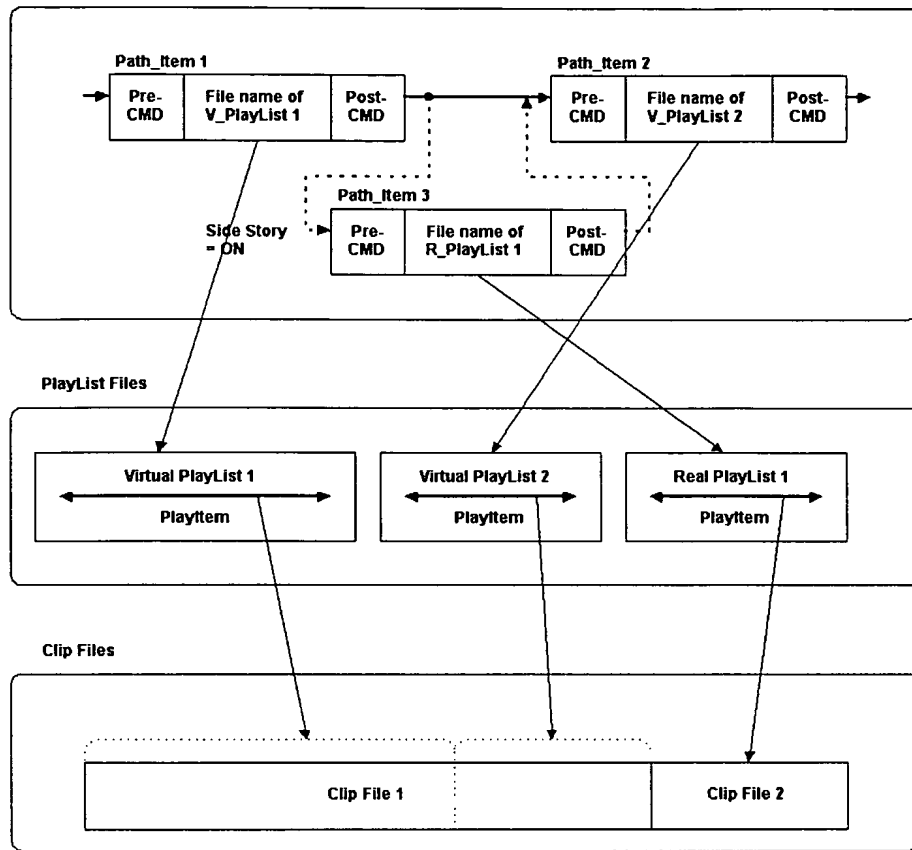 Path_Item 1
Pre-
CMD
File name of
V_PlayList 1
Post-
CMD
Path_Item 2
Pre-
CMD
File name of
V_PlayList 2
Post-
CMD
Side Story
= ON
Path_Item 3
Pre-
CMD
File name of
R_PlayList 1
Post-
CMD
PlayList Files
Virtual PlayList 1
PlayItem
Virtual PlayList 2
PlayItem
Real PlayList 1
PlayItem
Clip Files
Clip File 1
Clip File 2